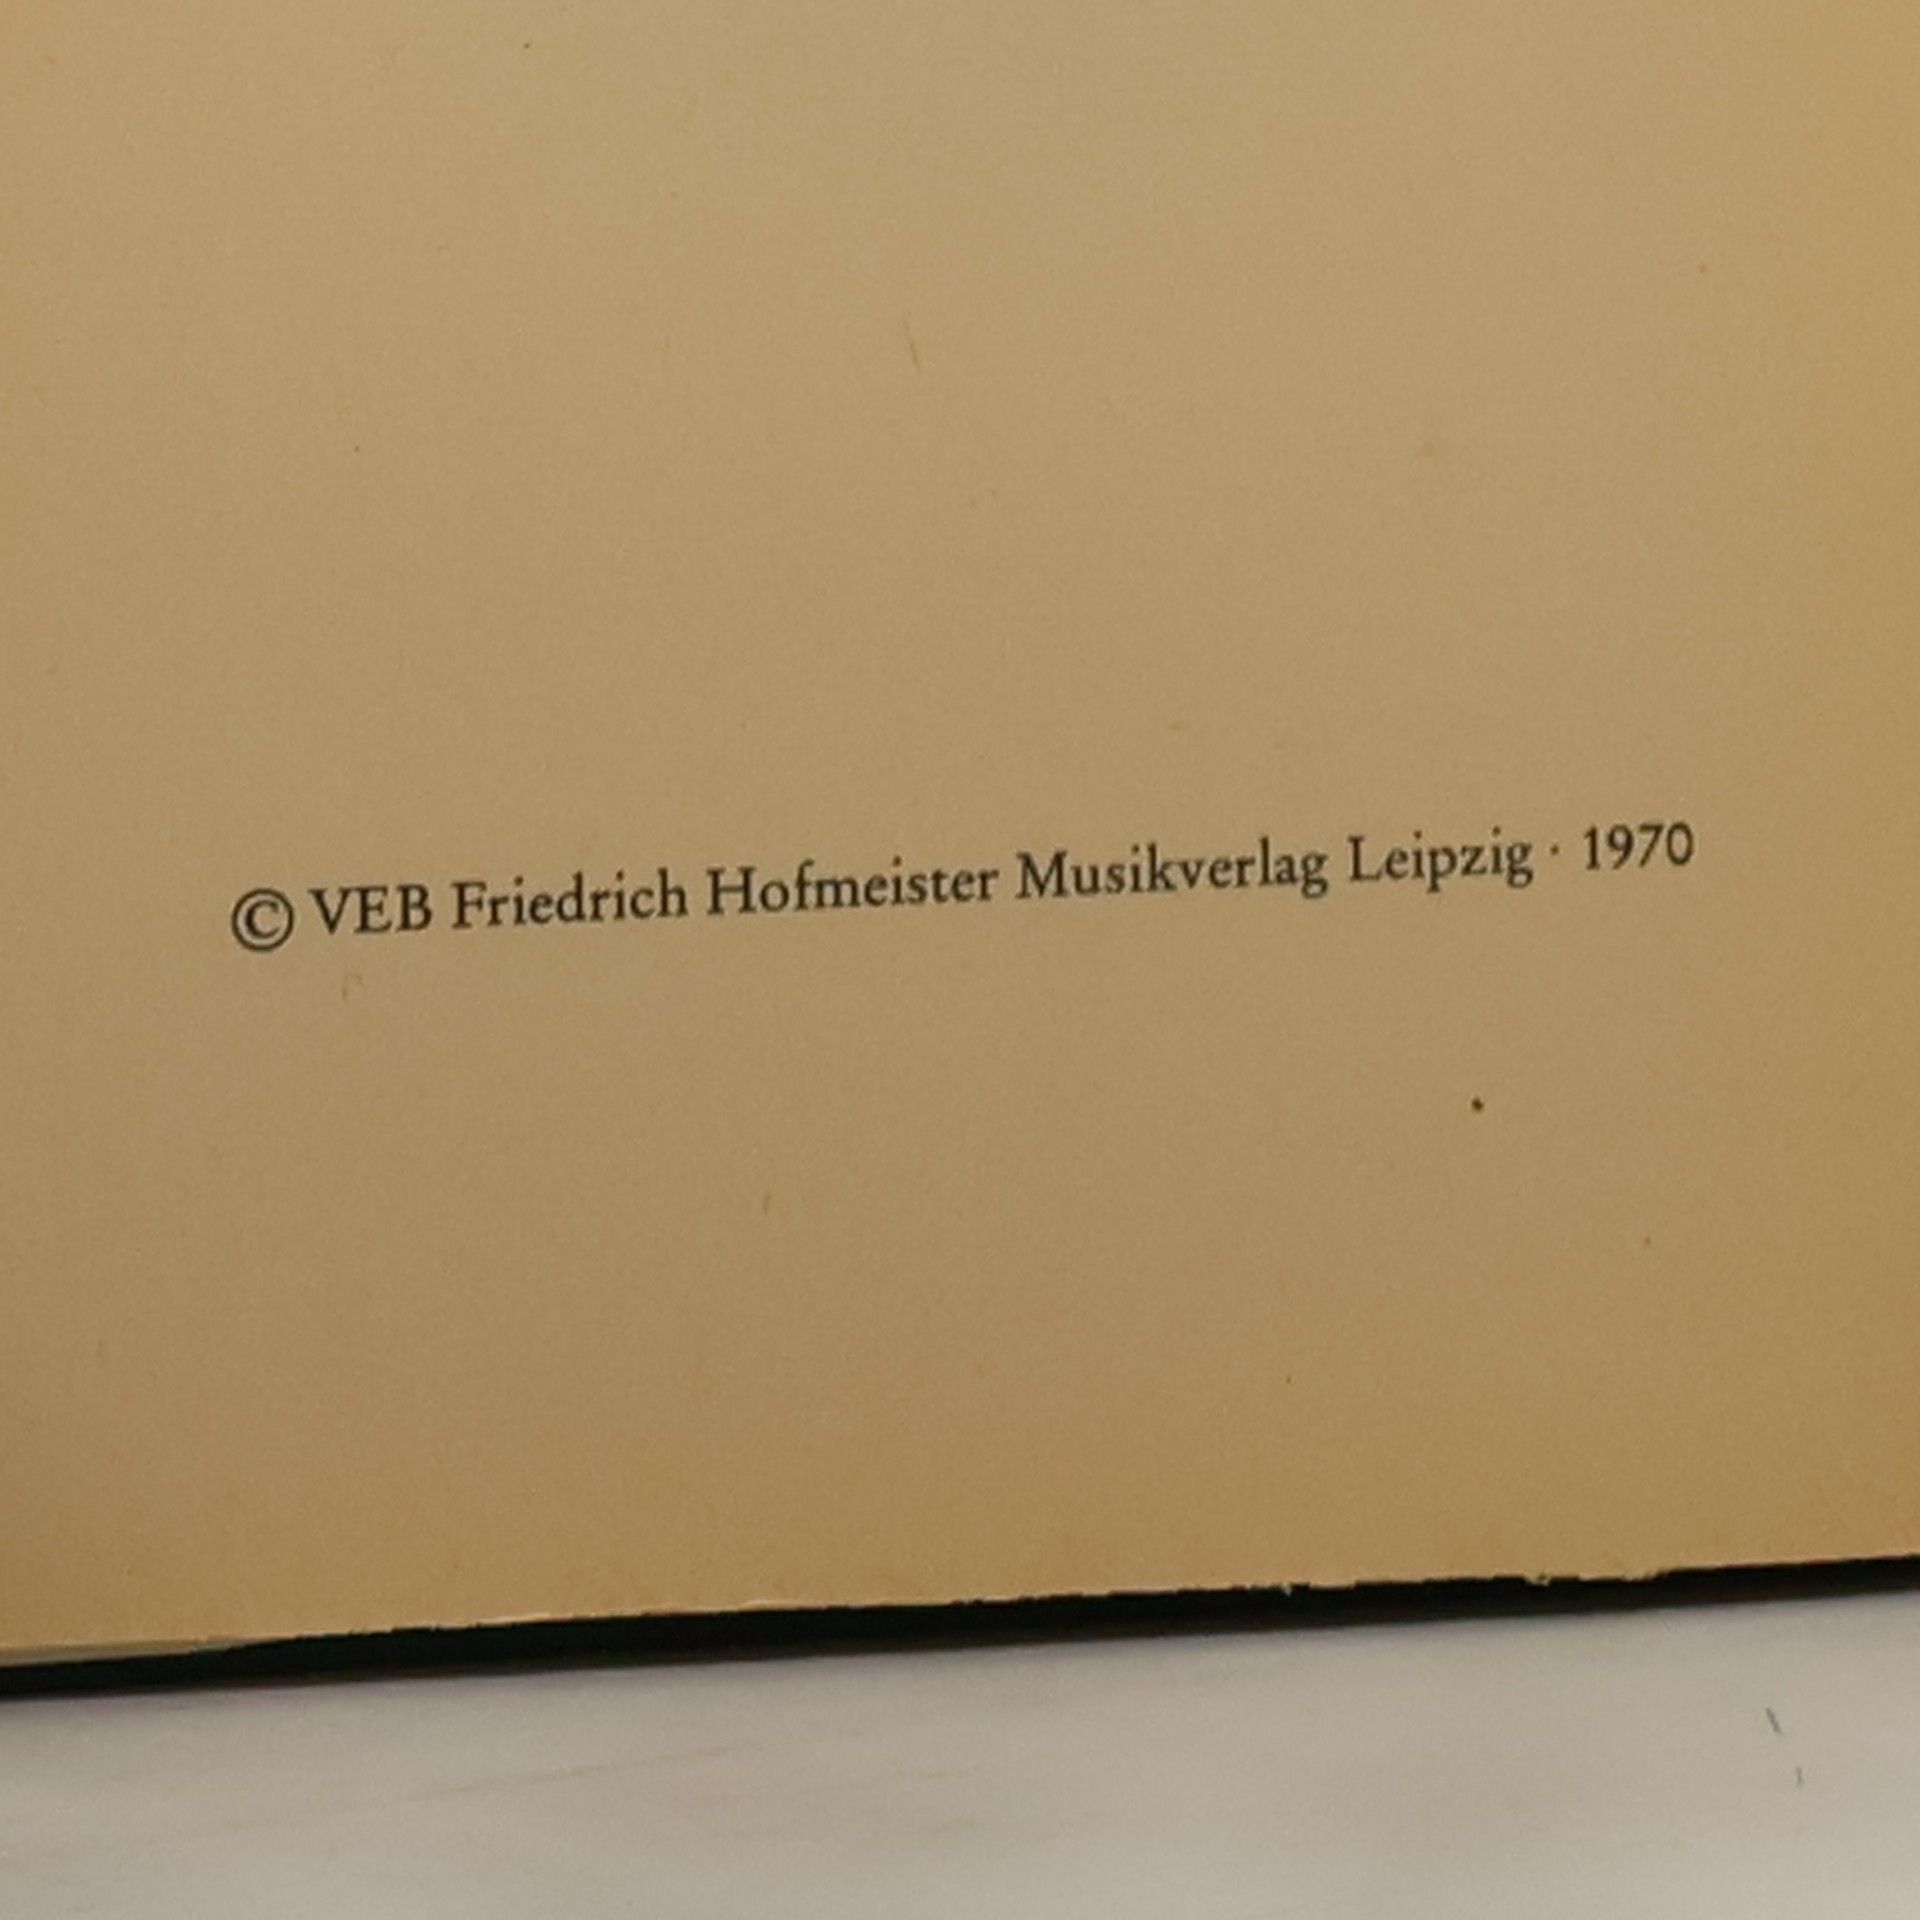 © VEB Friedrich Hofmeister Musikverlag Leipzig · 1970